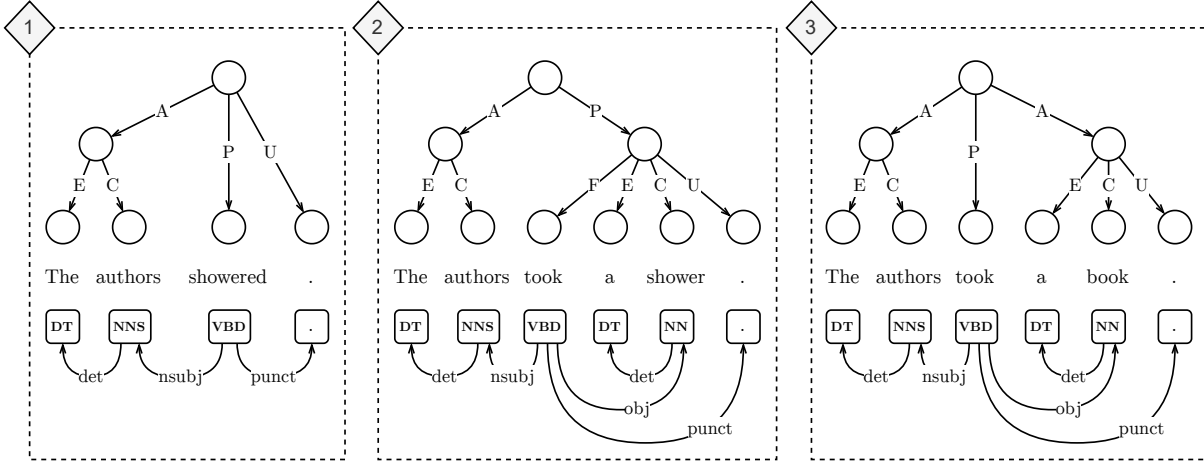 1 2 3
A A P A A
P U P
E C E C F E C U E C E C U
The authors showered . The authors took a shower . The authors took a book .
DT NNS VBD . DT NNS VBD DT NN . DT NNS VBD DT NN .
det nsubj punct det nsubj det det nsubj det
obj obj
punct punct